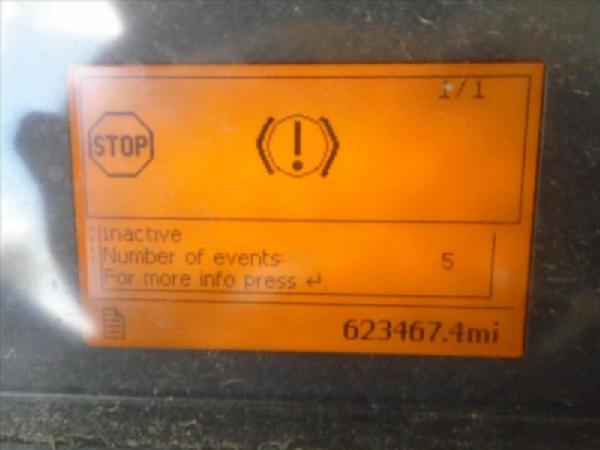 1/1
STOP
!
Inactive
Number of events: 5
For more info press ↵.
623467.4mi